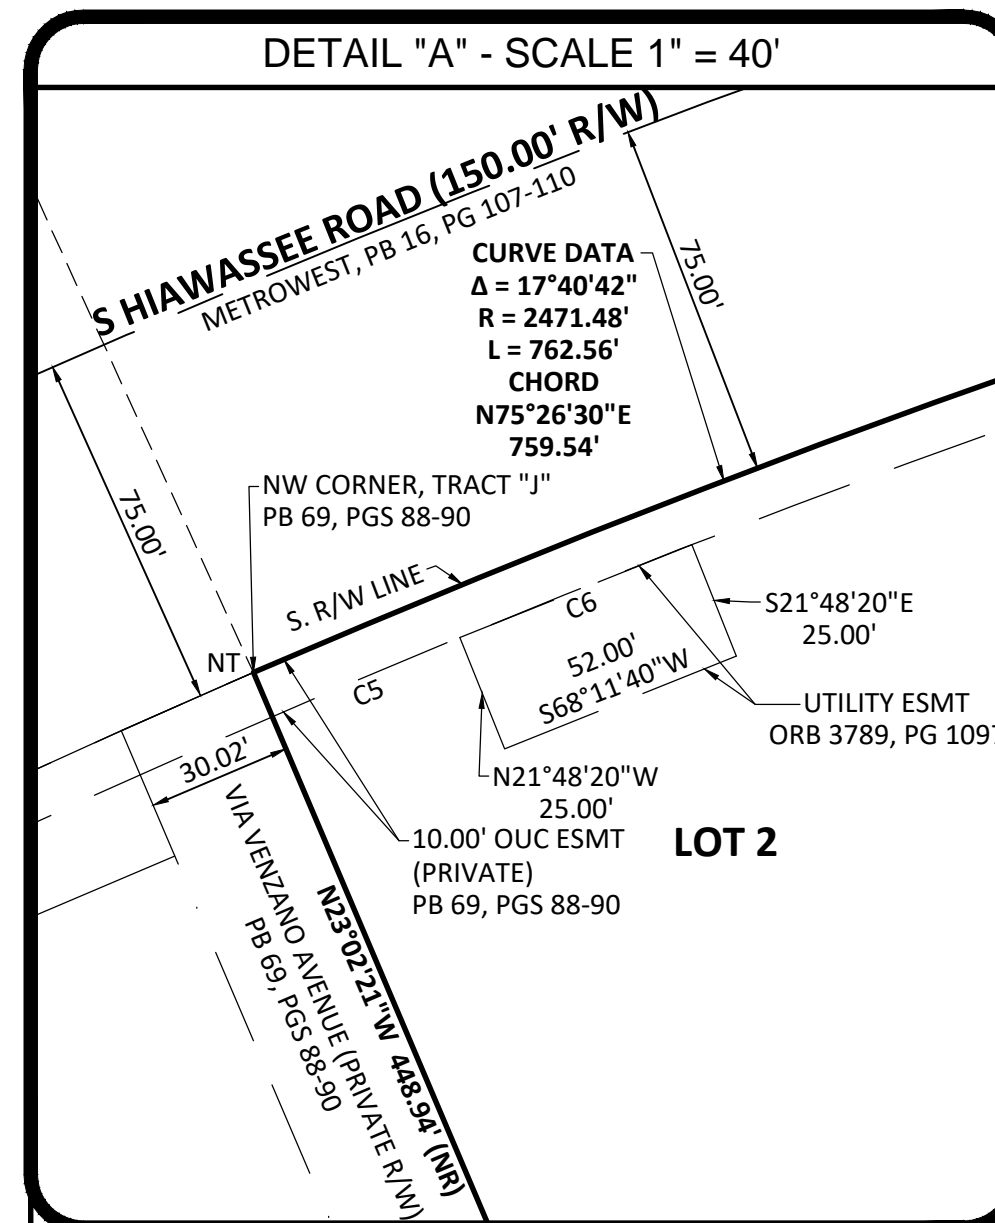 DETAIL "A" - SCALE 1" = 40'
S HIAWASSEE ROAD (150.00' R/W)
METROWEST, PB 16, PG 107-110
CURVE DATA
Δ = 17°40'42"
R = 2471.48'
L = 762.56'
CHORD
N75°26'30"E
759.54'
75.00'
75.00'
NW CORNER, TRACT "J"
PB 69, PGS 88-90
S. R/W LINE
NT
C5
C6
52.00'
S68°11'40"W
S21°48'20"E
25.00'
UTILITY ESMT
ORB 3789, PG 1097
N21°48'20"W
25.00'
30.02'
10.00' OUC ESMT
(PRIVATE)
PB 69, PGS 88-90
LOT 2
N23°02'21"W 448.94' (NR)
VIA VENZANO AVENUE (PRIVATE R/W)
PB 69, PGS 88-90